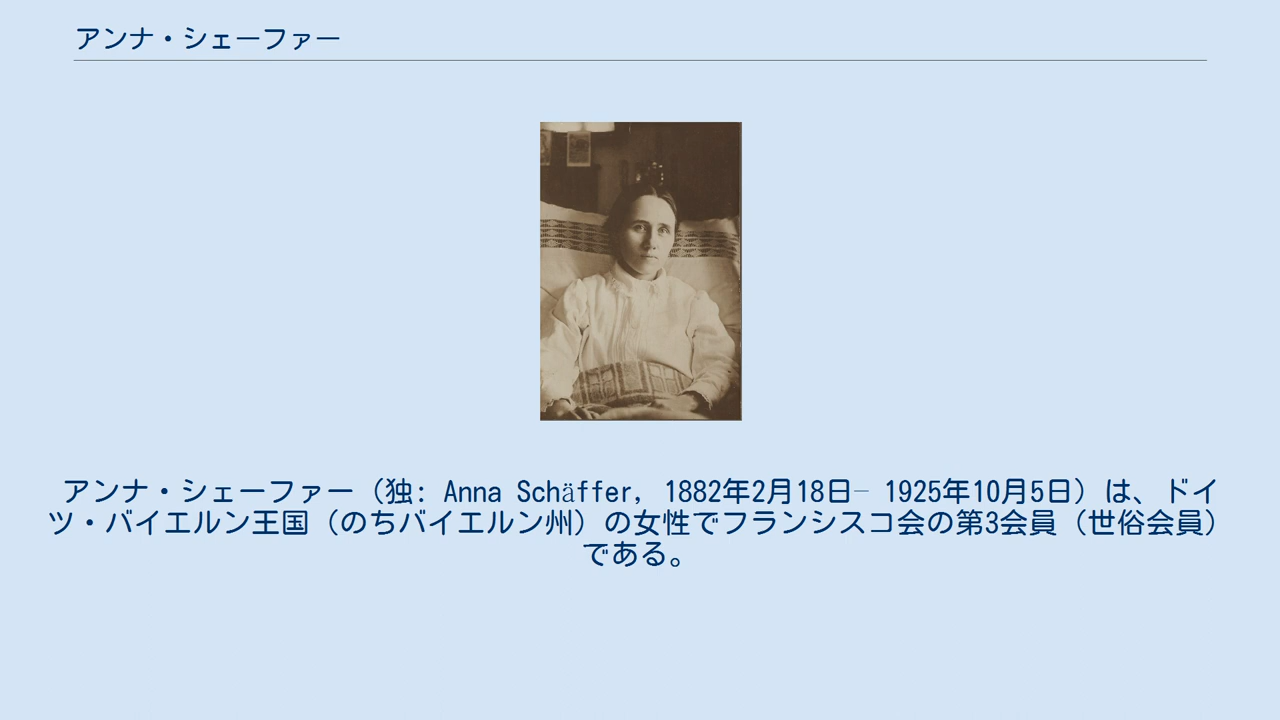 アンナ・シェーファー
アンナ・シェーファー（独: Anna Schäffer, 1882年2月18日– 1925年10月5日）は、ドイ
ツ・バイエルン王国（のちバイエルン州）の女性でフランシスコ会の第3会員（世俗会員）
である。